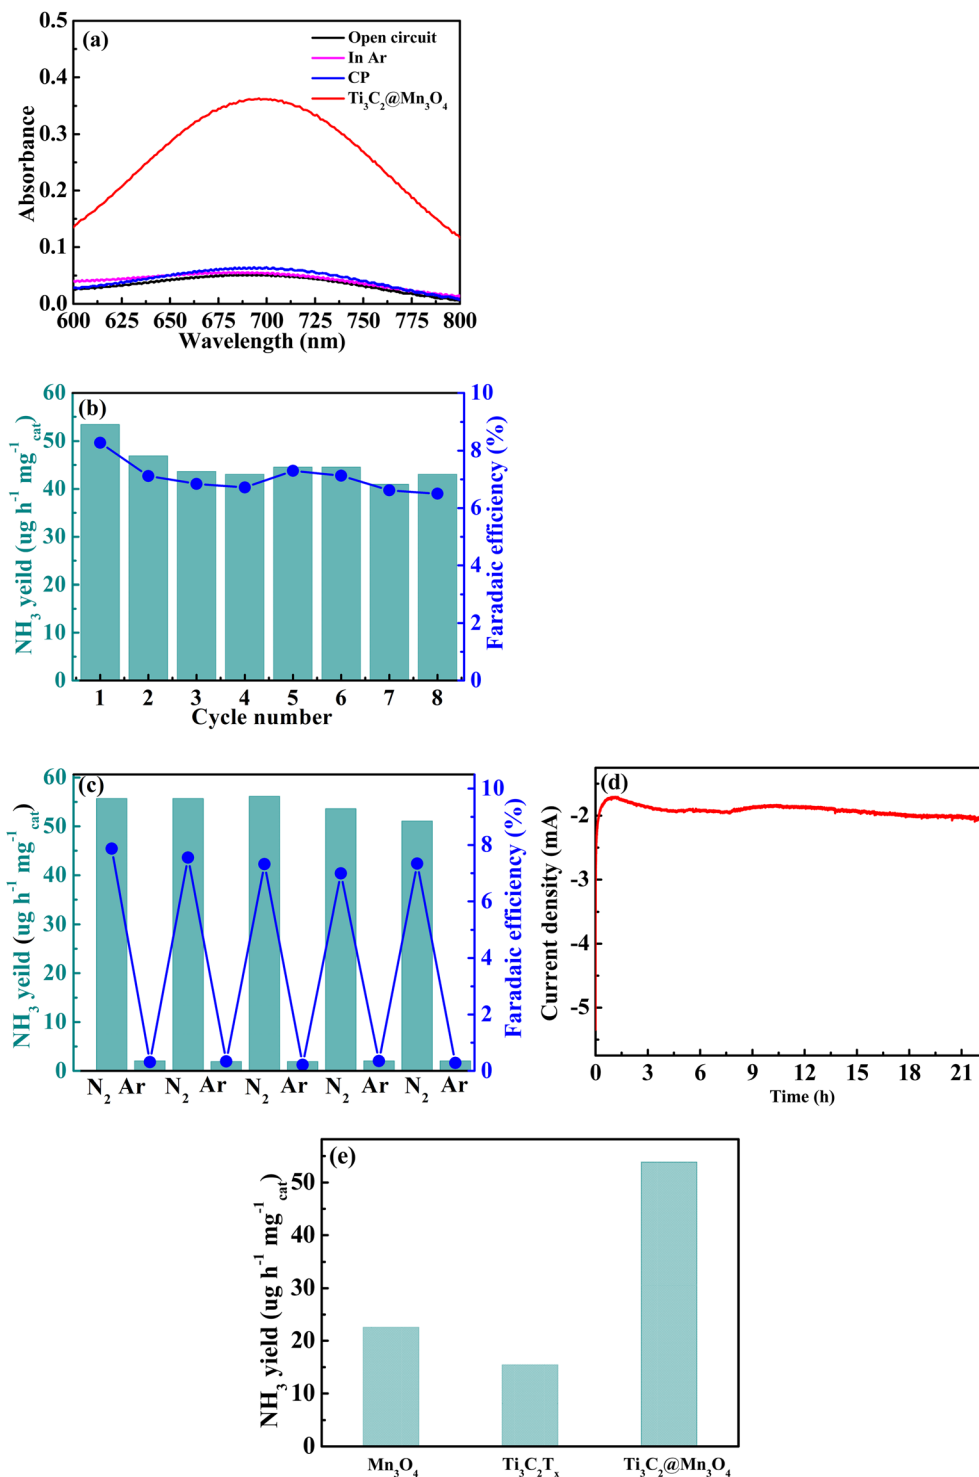 (a)
Open circuit
In Ar
CP
Ti₃C₂@Mn₃O₄
Absorbance
0.5
0.4
0.3
0.2
0.1
0.0
600 625 650 675 700 725 750 775 800
Wavelength (nm)
(b)
NH₃ yeild (ug h⁻¹ mg⁻¹cat)
60
50
40
30
20
10
0
Faradaic efficiency (%)
10
8
6
4
2
0
1 2 3 4 5 6 7 8
Cycle number
(c)
NH₃ yeild (ug h⁻¹ mg⁻¹cat)
60
50
40
30
20
10
0
Faradaic efficiency (%)
10
8
6
4
2
0
N₂ Ar N₂ Ar N₂ Ar N₂ Ar N₂ Ar
(d)
Current density (mA)
-2
-3
-4
-5
0 3 6 9 12 15 18 21
Time (h)
(e)
NH₃ yield (ug h⁻¹ mg⁻¹cat)
50
40
30
20
10
0
Mn₃O₄ Ti₃C₂Tₓ Ti₃C₂@Mn₃O₄